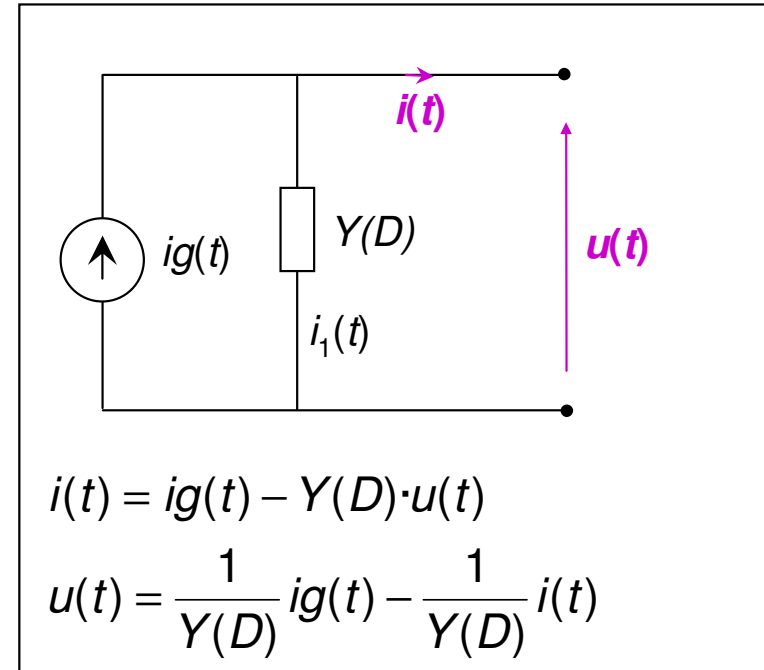 i(t)
ig(t)
Y(D)
u(t)
i₁(t)
i(t) = ig(t) − Y(D)·u(t)
u(t) = 1/Y(D) ig(t) − 1/Y(D) i(t)